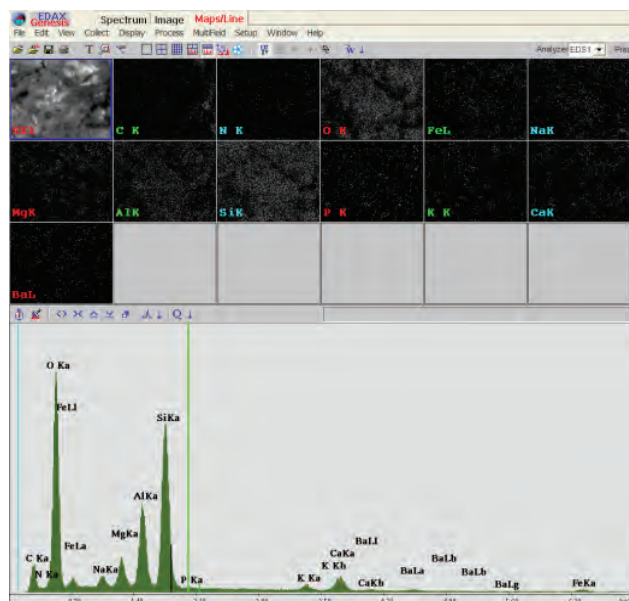 EDAX
Genesis
Spectrum Image Maps/Line
File Edit View Collect Display Process MultiField Setup Window Help
Analyzer EDS1
C K
N K
O K
FeL
NaK
MgK
AlK
SiK
P K
K K
CaK
BaL
O Ka
FeLl
SiKa
AlKa
MgKa
FeLa
NaKa
C Ka
N Ka
P Ka
BaLl
CaKa
K Kb
K Ka
CaKb
BaLa
BaLb
BaLb
BaLg
FeKa